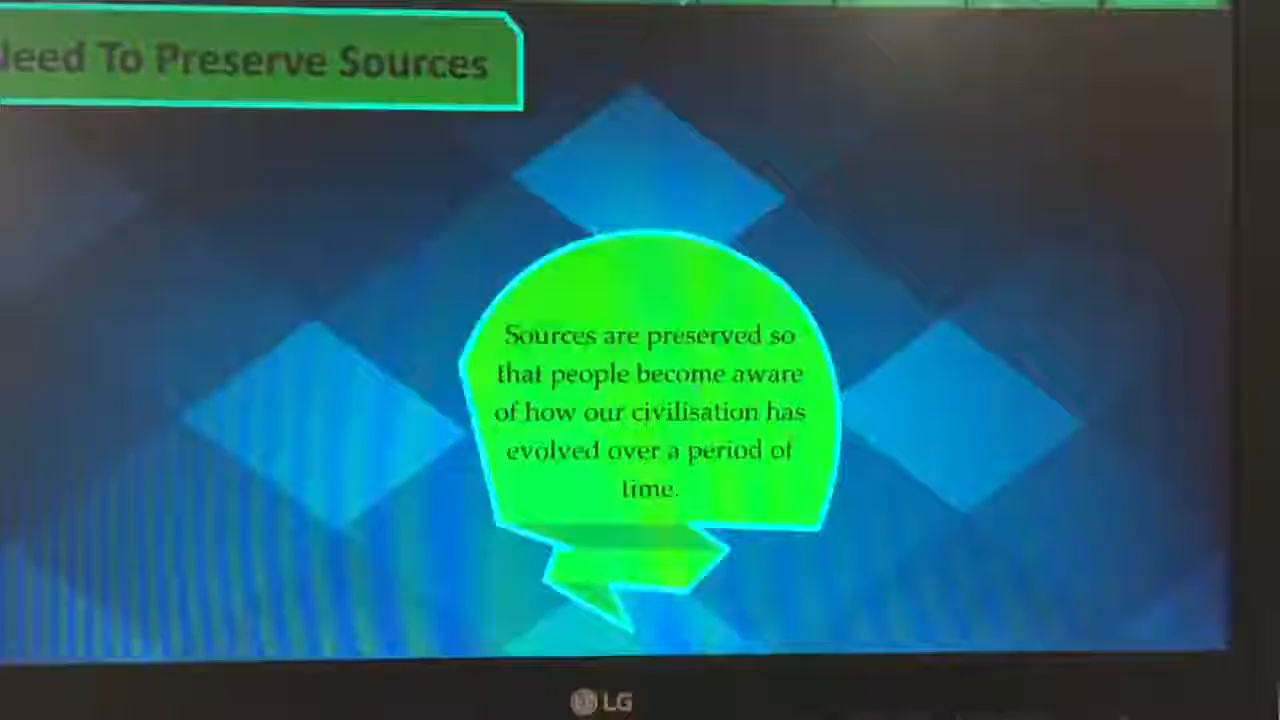 Need To Preserve Sources
Sources are preserved so
that people become aware
of how our civilisation has
evolved over a period of
time.
LG